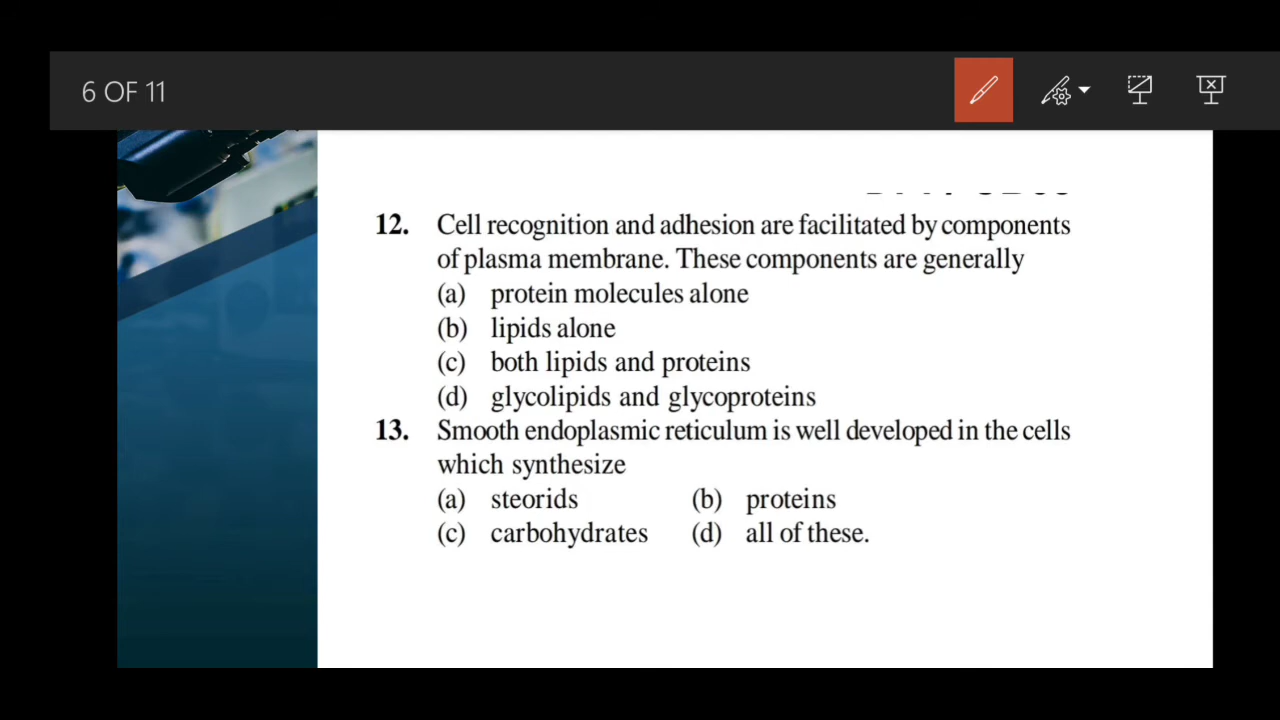 6 OF 11
12. Cell recognition and adhesion are facilitated by components
of plasma membrane. These components are generally
(a) protein molecules alone
(b) lipids alone
(c) both lipids and proteins
(d) glycolipids and glycoproteins
13. Smooth endoplasmic reticulum is well developed in the cells
which synthesize
(a) steorids (b) proteins
(c) carbohydrates (d) all of these.